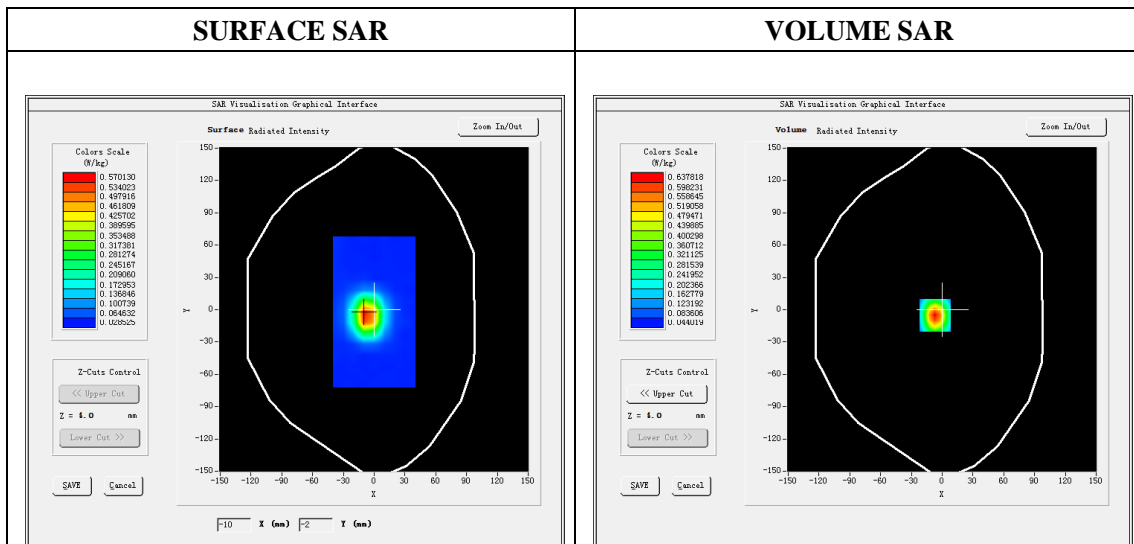 SURFACE SAR
VOLUME SAR
SAR Visualisation Graphical Interface
Surface Radiated Intensity
Zoom In/Out
Colors Scale
(W/kg)
0.570130
0.534023
0.497916
0.461809
0.425702
0.389595
0.353488
0.317381
0.281274
0.245167
0.209060
0.172953
0.136846
0.100739
0.064632
0.028525
150
120
90
60
30
0
-30
-60
-90
-120
-150
Y
-150 -120 -90 -60 -30 0 30 60 90 120 150
X
Z-Cuts Control
<< Upper Cut
Z = 4.0 mm
Lower Cut >>
SAVE Cancel
-10 X (mm) -2 Y (mm)
SAR Visualisation Graphical Interface
Volume Radiated Intensity
Zoom In/Out
Colors Scale
(W/kg)
0.637818
0.598231
0.558645
0.519058
0.479471
0.439885
0.400298
0.360712
0.321125
0.281539
0.241952
0.202366
0.162779
0.123192
0.083606
0.044019
150
120
90
60
30
0
-30
-60
-90
-120
-150
Y
-150 -120 -90 -60 -30 0 30 60 90 120 150
X
Z-Cuts Control
<< Upper Cut
Z = 4.0 mm
Lower Cut >>
SAVE Cancel